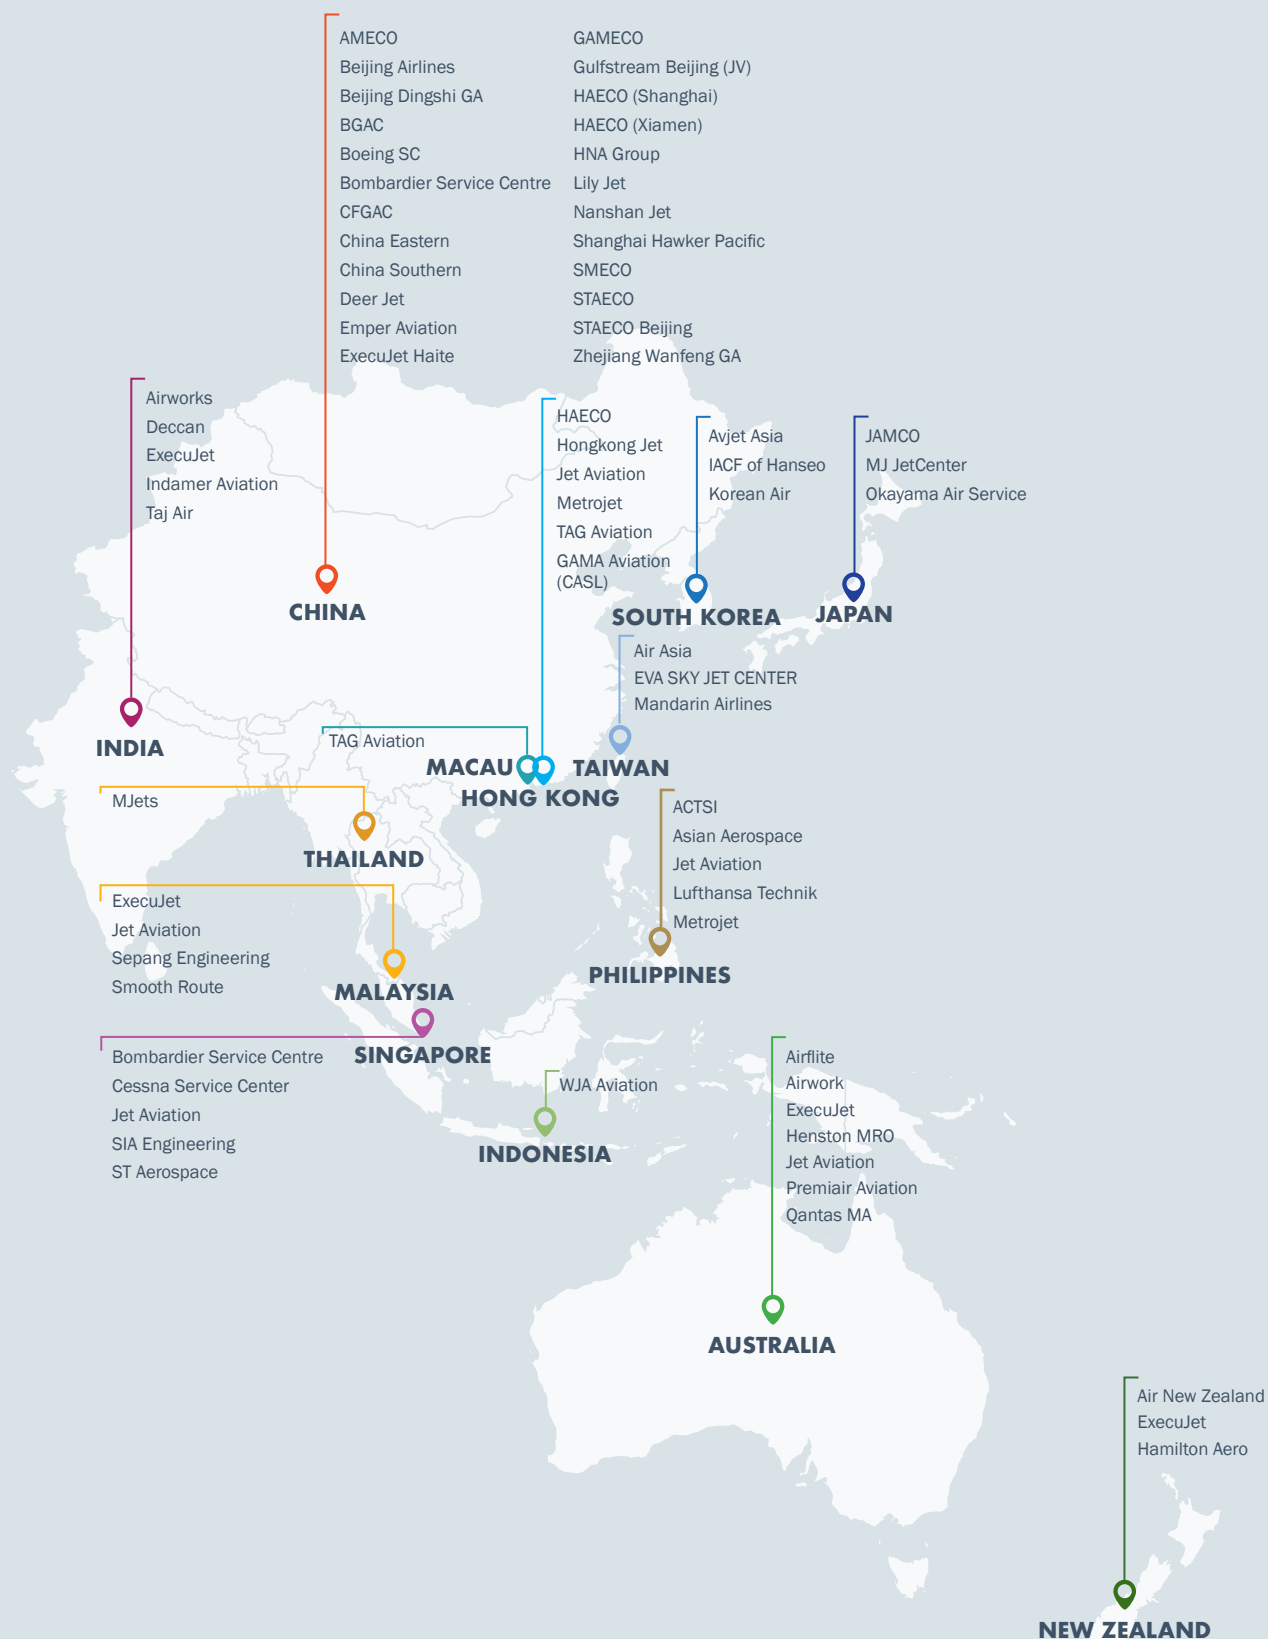 AMECO
Beijing Airlines
Beijing Dingshi GA
BGAC
Boeing SC
Bombardier Service Centre
CFGAC
China Eastern
China Southern
Deer Jet
Emper Aviation
ExecuJet Haite
GAMECO
Gulfstream Beijing (JV)
HAECO (Shanghai)
HAECO (Xiamen)
HNA Group
Lily Jet
Nanshan Jet
Shanghai Hawker Pacific
SMECO
STAECO
STAECO Beijing
Zhejiang Wanfeng GA
CHINA
Airworks
Deccan
ExecuJet
Indamer Aviation
Taj Air
INDIA
HAECO
Hongkong Jet
Jet Aviation
Metrojet
TAG Aviation
GAMA Aviation
(CASL)
HONG KONG
Avjet Asia
IACF of Hanseo
Korean Air
SOUTH KOREA
JAMCO
MJ JetCenter
Okayama Air Service
JAPAN
Air Asia
EVA SKY JET CENTER
Mandarin Airlines
TAIWAN
TAG Aviation
MACAU
MJets
THAILAND
ACTSI
Asian Aerospace
Jet Aviation
Lufthansa Technik
Metrojet
PHILIPPINES
ExecuJet
Jet Aviation
Sepang Engineering
Smooth Route
MALAYSIA
Bombardier Service Centre
Cessna Service Center
Jet Aviation
SIA Engineering
ST Aerospace
SINGAPORE
WJA Aviation
INDONESIA
Airflite
Airwork
ExecuJet
Henston MRO
Jet Aviation
Premiair Aviation
Qantas MA
AUSTRALIA
Air New Zealand
ExecuJet
Hamilton Aero
NEW ZEALAND